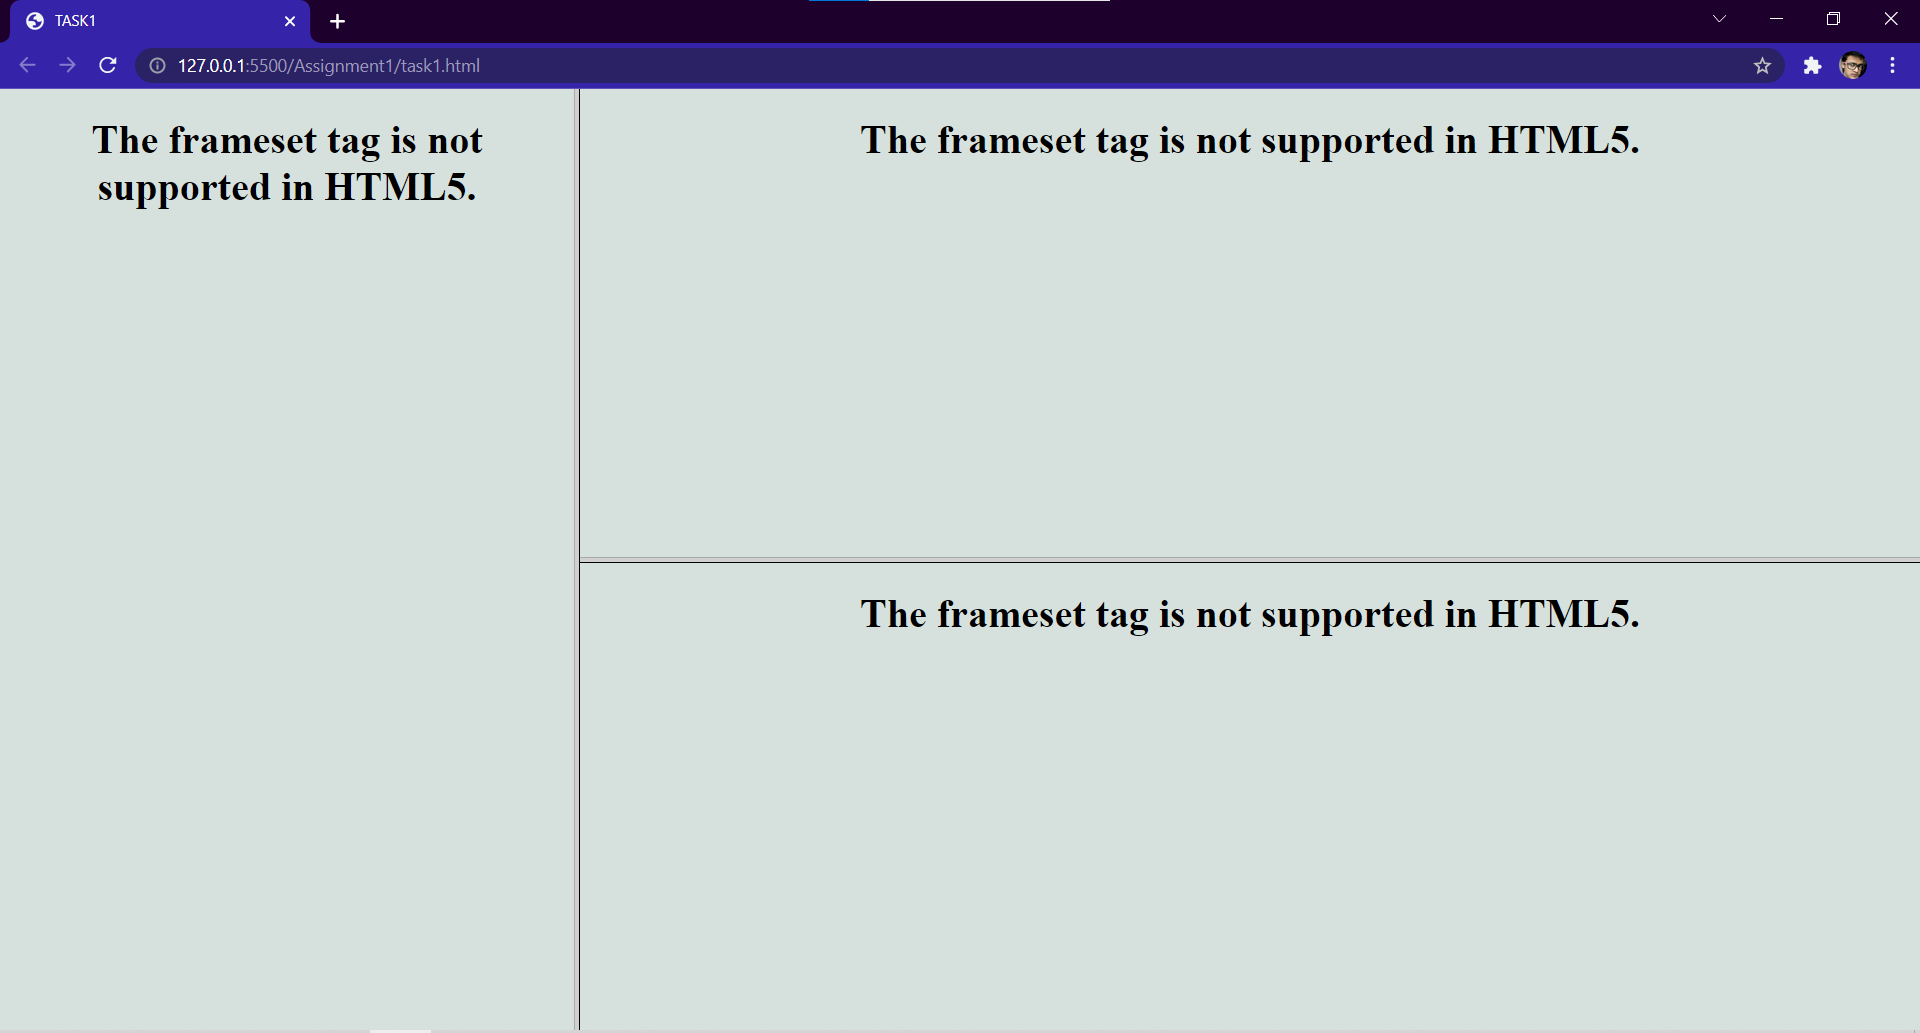 TASK1
127.0.0.1:5500/Assignment1/task1.html
The frameset tag is not
supported in HTML5.
The frameset tag is not supported in HTML5.
The frameset tag is not supported in HTML5.